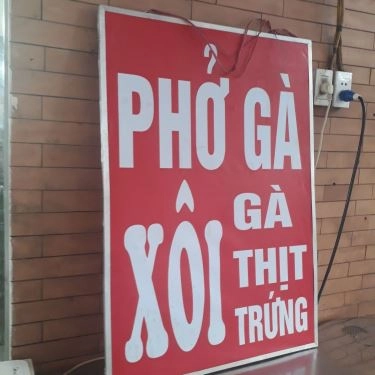 PHỞ GÀ
XÔI
GÀ
THỊT
TRỨNG